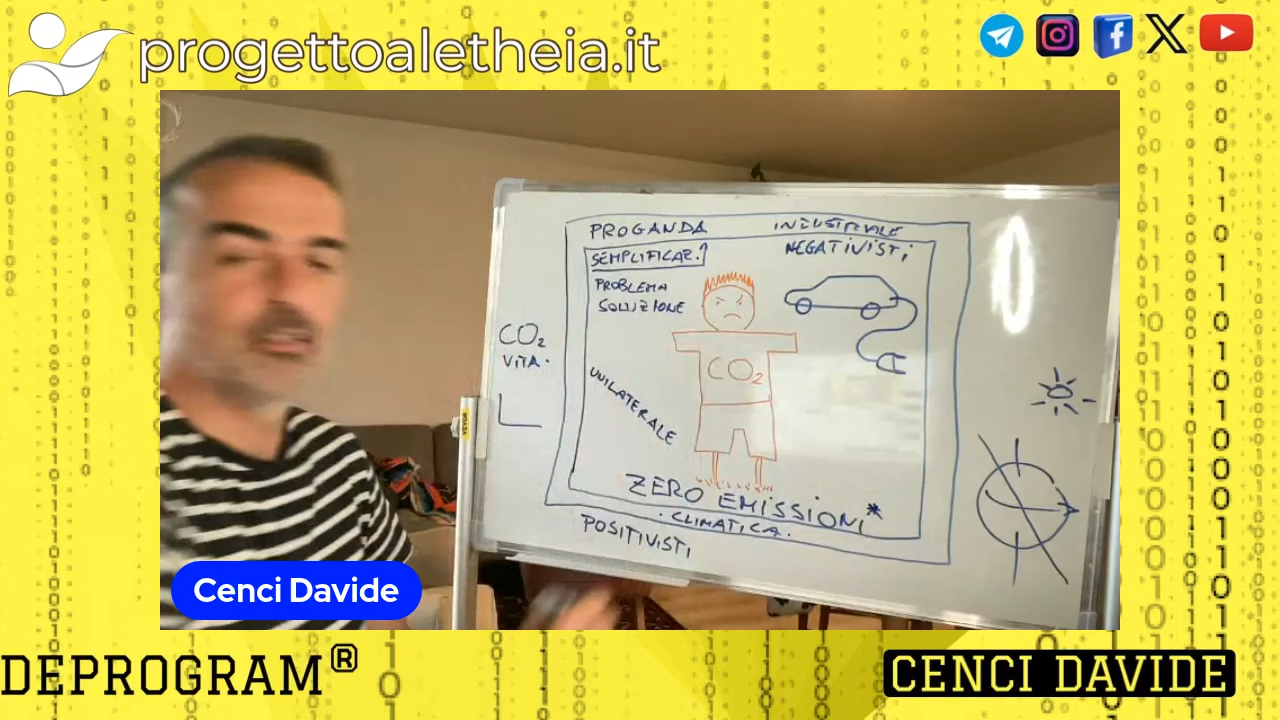 progettoaletheia.it
PROGANDA INDUSTRIALE
SEMPLIFICAR.
NEGATIVISTI
PROBLEMA
SOLUZIONE
CO₂
VITA.
CO₂
UNILATERALE
ZERO EMISSIONI*
.CLIMATICA.
POSITIVISTI
Cenci Davide
DEPROGRAM®
CENCI DAVIDE